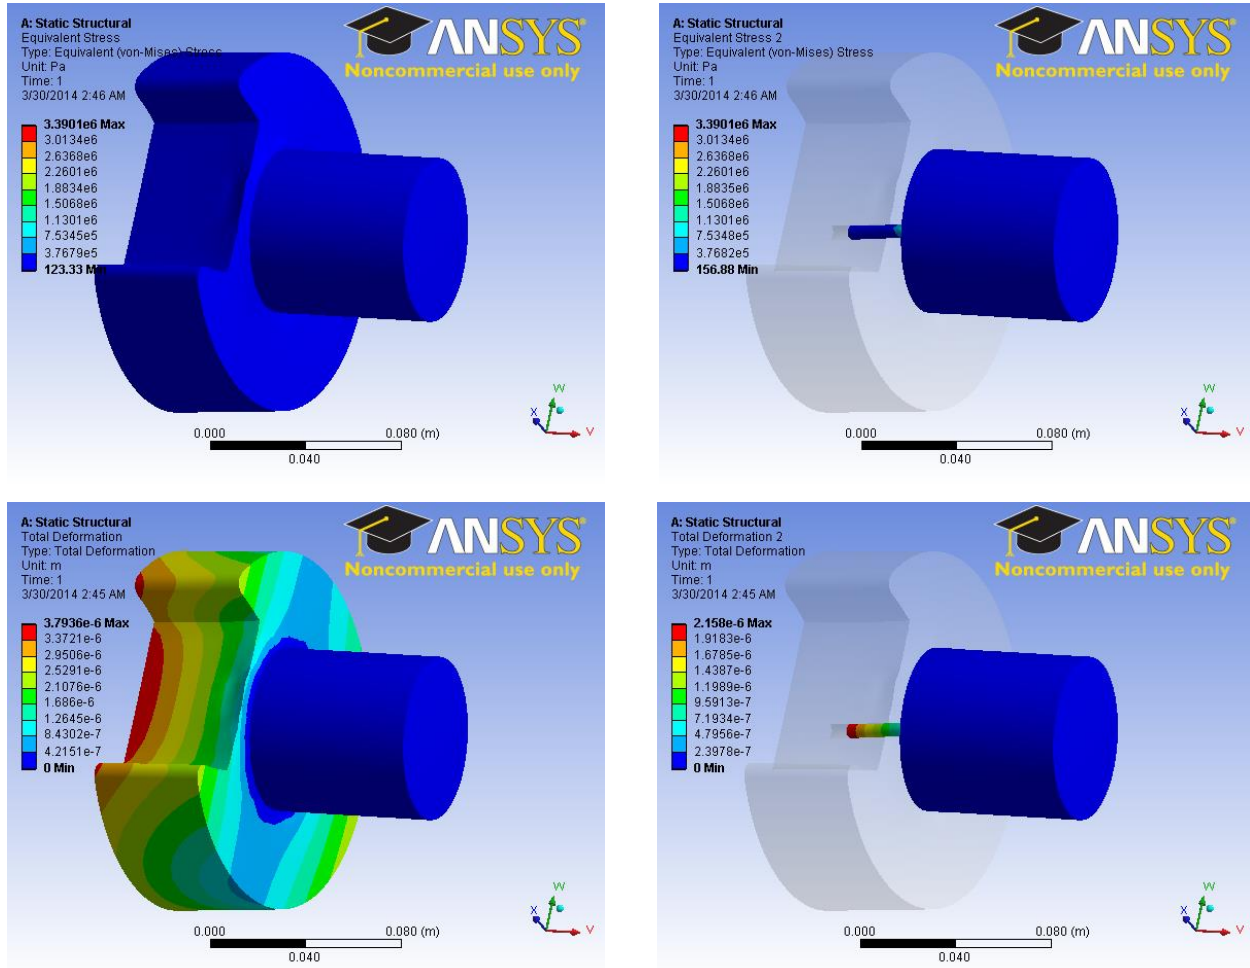 A: Static Structural
Equivalent Stress
Type: Equivalent (von-Mises) Stress
Unit: Pa
Time: 1
3/30/2014 2:46 AM
ANSYS
Noncommercial use only
3.3901e6 Max
3.0134e6
2.6368e6
2.2601e6
1.8834e6
1.5068e6
1.1301e6
7.5345e5
3.7679e5
123.33 Min
0.000 0.080 (m)
0.040
W
X
V
A: Static Structural
Equivalent Stress 2
Type: Equivalent (von-Mises) Stress
Unit: Pa
Time: 1
3/30/2014 2:46 AM
ANSYS
Noncommercial use only
3.3901e6 Max
3.0134e6
2.6368e6
2.2601e6
1.8835e6
1.5068e6
1.1301e6
7.5348e5
3.7682e5
156.88 Min
0.000 0.080 (m)
0.040
W
X
V
A: Static Structural
Total Deformation
Type: Total Deformation
Unit: m
Time: 1
3/30/2014 2:45 AM
ANSYS
Noncommercial use only
3.7936e-6 Max
3.3721e-6
2.9506e-6
2.5291e-6
2.1076e-6
1.686e-6
1.2645e-6
8.4302e-7
4.2151e-7
0 Min
0.000 0.080 (m)
0.040
W
X
V
A: Static Structural
Total Deformation 2
Type: Total Deformation
Unit: m
Time: 1
3/30/2014 2:45 AM
ANSYS
Noncommercial use only
2.158e-6 Max
1.9183e-6
1.6785e-6
1.4387e-6
1.1989e-6
9.5913e-7
7.1934e-7
4.7956e-7
2.3978e-7
0 Min
0.000 0.080 (m)
0.040
W
X
V